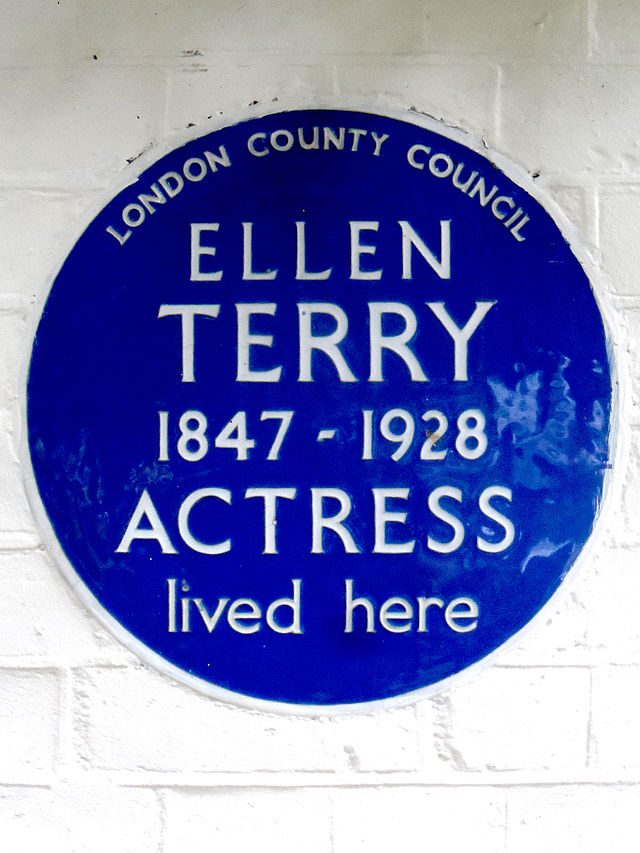 LONDON COUNTY COUNCIL
ELLEN
TERRY
1847 - 1928
ACTRESS
lived here